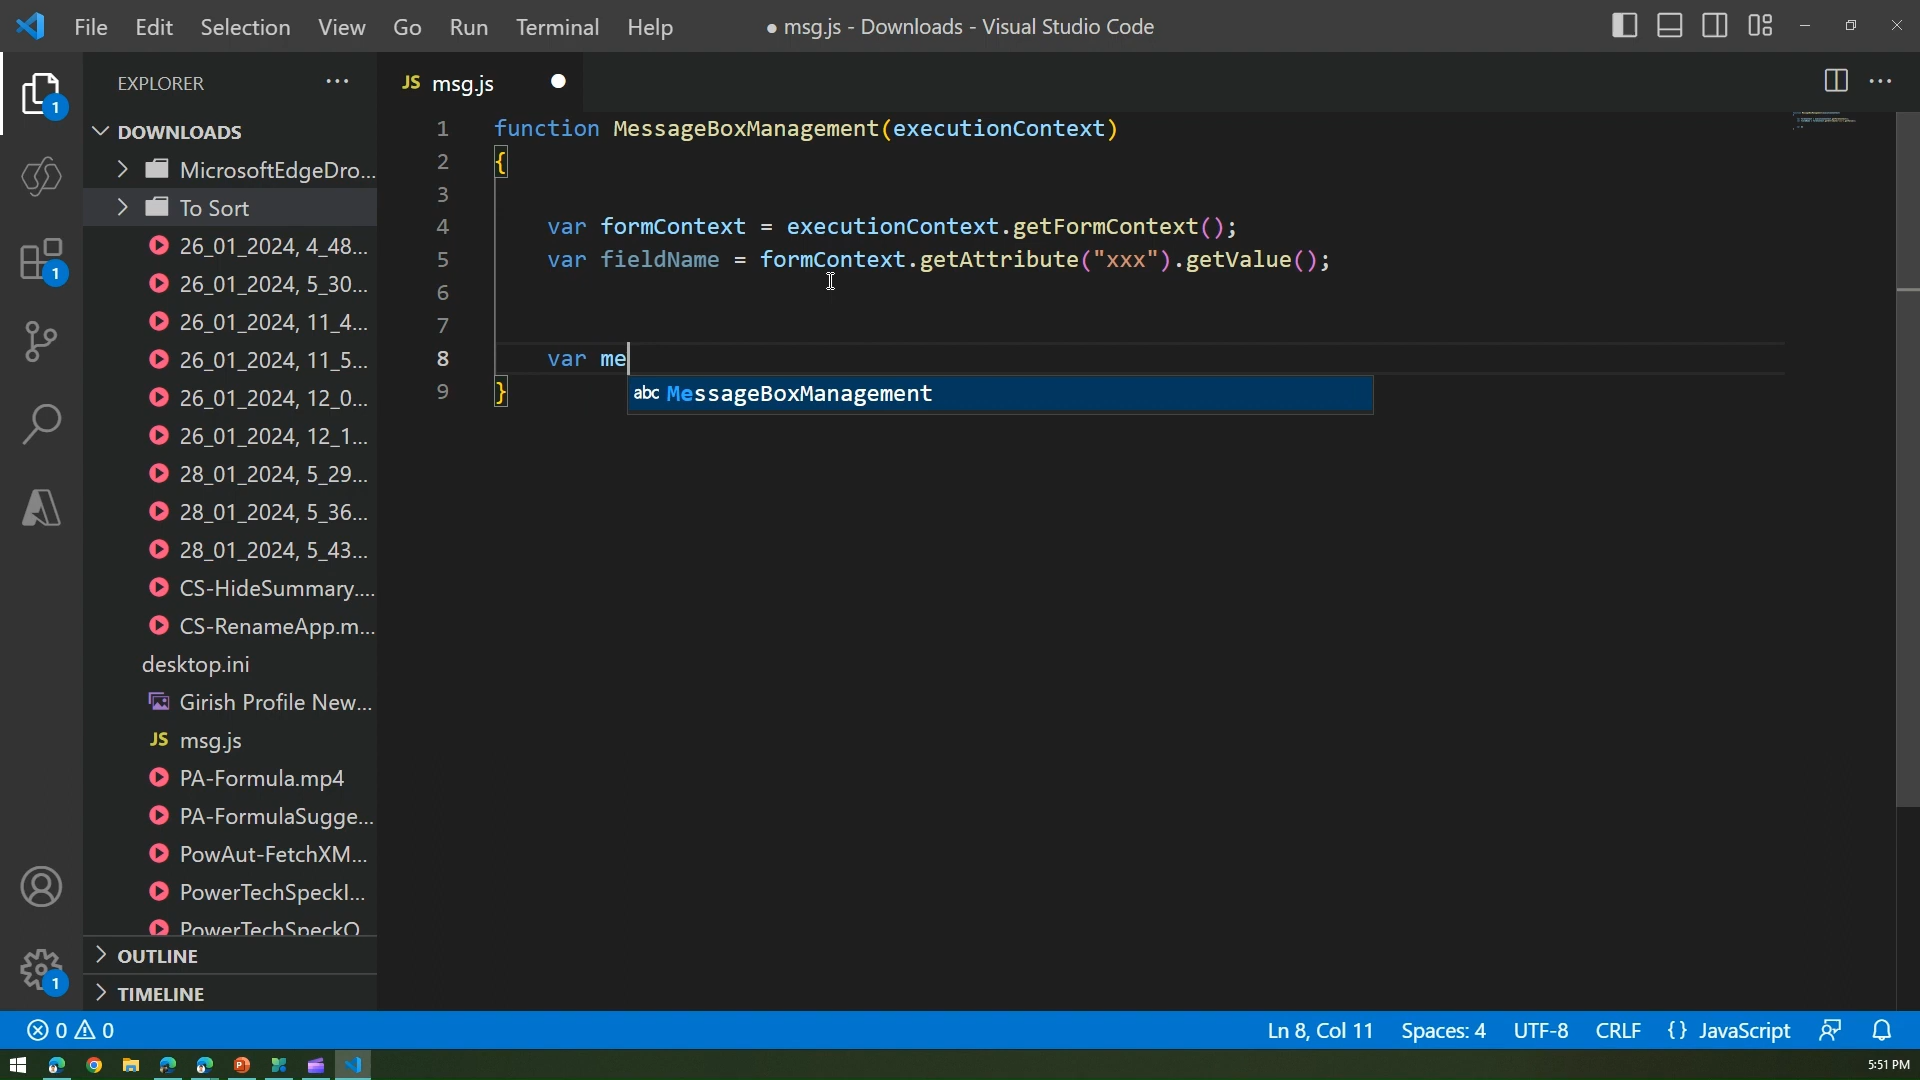 File Edit Selection View Go Run Terminal Help
● msg.js - Downloads - Visual Studio Code
EXPLORER ···
JS msg.js
DOWNLOADS
MicrosoftEdgeDro...
To Sort
26_01_2024, 4_48...
26_01_2024, 5_30...
26_01_2024, 11_4...
26_01_2024, 11_5...
26_01_2024, 12_0...
26_01_2024, 12_1...
28_01_2024, 5_29...
28_01_2024, 5_36...
28_01_2024, 5_43...
CS-HideSummary....
CS-RenameApp.m...
desktop.ini
Girish Profile New...
JS msg.js
PA-Formula.mp4
PA-FormulaSugge...
PowAut-FetchXM...
PowerTechSpeckI...
PowerTechSpeckO
OUTLINE
TIMELINE
1 function MessageBoxManagement(executionContext)
2 {
3
4 var formContext = executionContext.getFormContext();
5 var fieldName = formContext.getAttribute("xxx").getValue();
6
7
8 var me
abc MessageBoxManagement
9 }
1
1
1
0 0
Ln 8, Col 11 Spaces: 4 UTF-8 CRLF {} JavaScript
5:51 PM